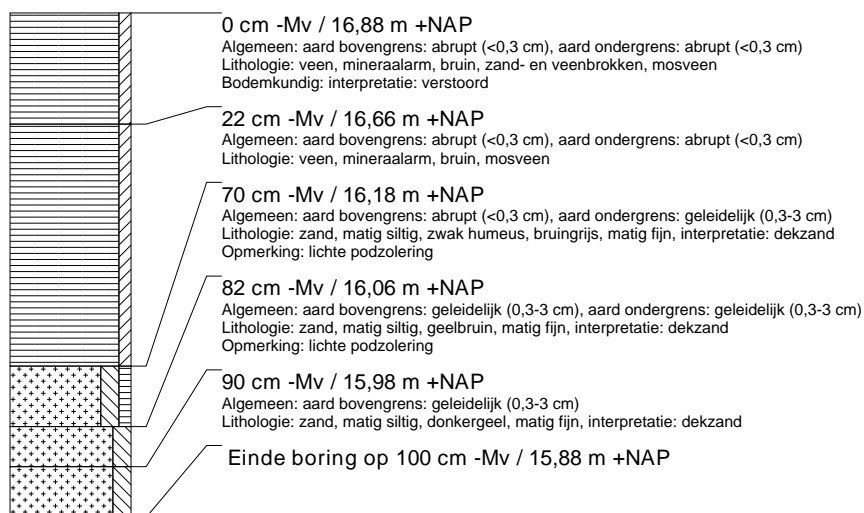 0 cm -Mv / 16,88 m +NAP
Algemeen: aard bovengrens: abrupt (<0,3 cm), aard ondergrens: abrupt (<0,3 cm)
Lithologie: veen, mineraalarm, bruin, zand- en veenbrokken, mosveen
Bodemkundig: interpretatie: verstoord
22 cm -Mv / 16,66 m +NAP
Algemeen: aard bovengrens: abrupt (<0,3 cm), aard ondergrens: abrupt (<0,3 cm)
Lithologie: veen, mineraalarm, bruin, mosveen
70 cm -Mv / 16,18 m +NAP
Algemeen: aard bovengrens: abrupt (<0,3 cm), aard ondergrens: geleidelijk (0,3-3 cm)
Lithologie: zand, matig siltig, zwak humeus, bruingrijs, matig fijn, interpretatie: dekzand
Opmerking: lichte podzolering
82 cm -Mv / 16,06 m +NAP
Algemeen: aard bovengrens: geleidelijk (0,3-3 cm), aard ondergrens: geleidelijk (0,3-3 cm)
Lithologie: zand, matig siltig, geelbruin, matig fijn, interpretatie: dekzand
Opmerking: lichte podzolering
90 cm -Mv / 15,98 m +NAP
Algemeen: aard bovengrens: geleidelijk (0,3-3 cm)
Lithologie: zand, matig siltig, donkergeel, matig fijn, interpretatie: dekzand
Einde boring op 100 cm -Mv / 15,88 m +NAP